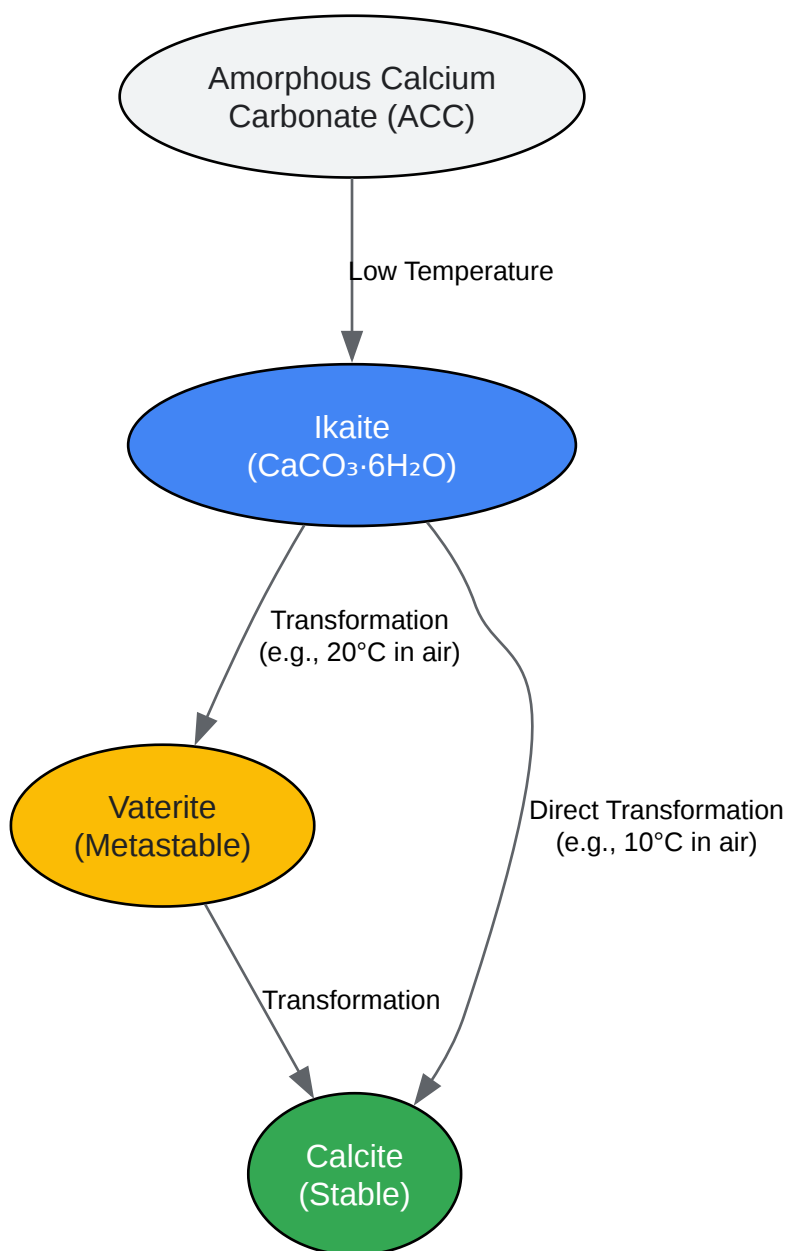 Amorphous Calcium
Carbonate (ACC)
Low Temperature
Ikaite
(CaCO₃·6H₂O)
Transformation
(e.g., 20°C in air)
Vaterite
(Metastable)
Direct Transformation
(e.g., 10°C in air)
Transformation
Calcite
(Stable)